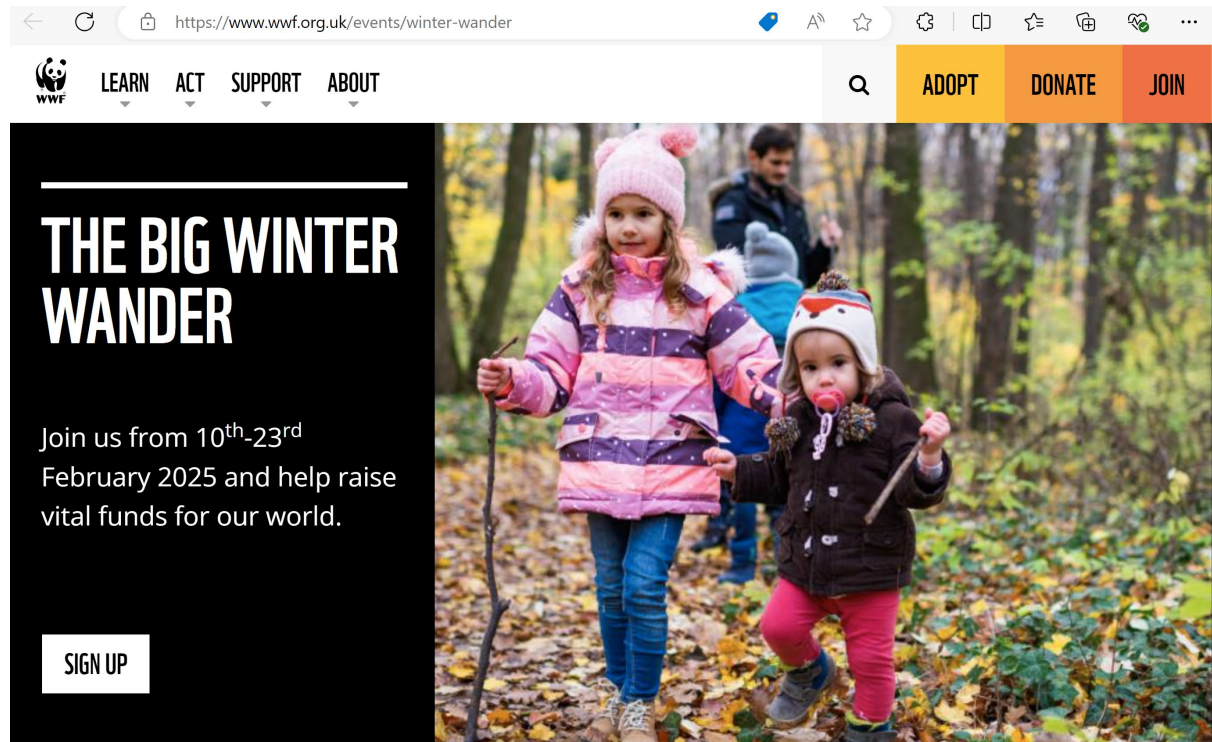 https://www.wwf.org.uk/events/winter-wander
WWF
LEARN
ACT
SUPPORT
ABOUT
ADOPT
DONATE
JOIN
THE BIG WINTER
WANDER
Join us from 10th-23rd
February 2025 and help raise
vital funds for our world.
SIGN UP